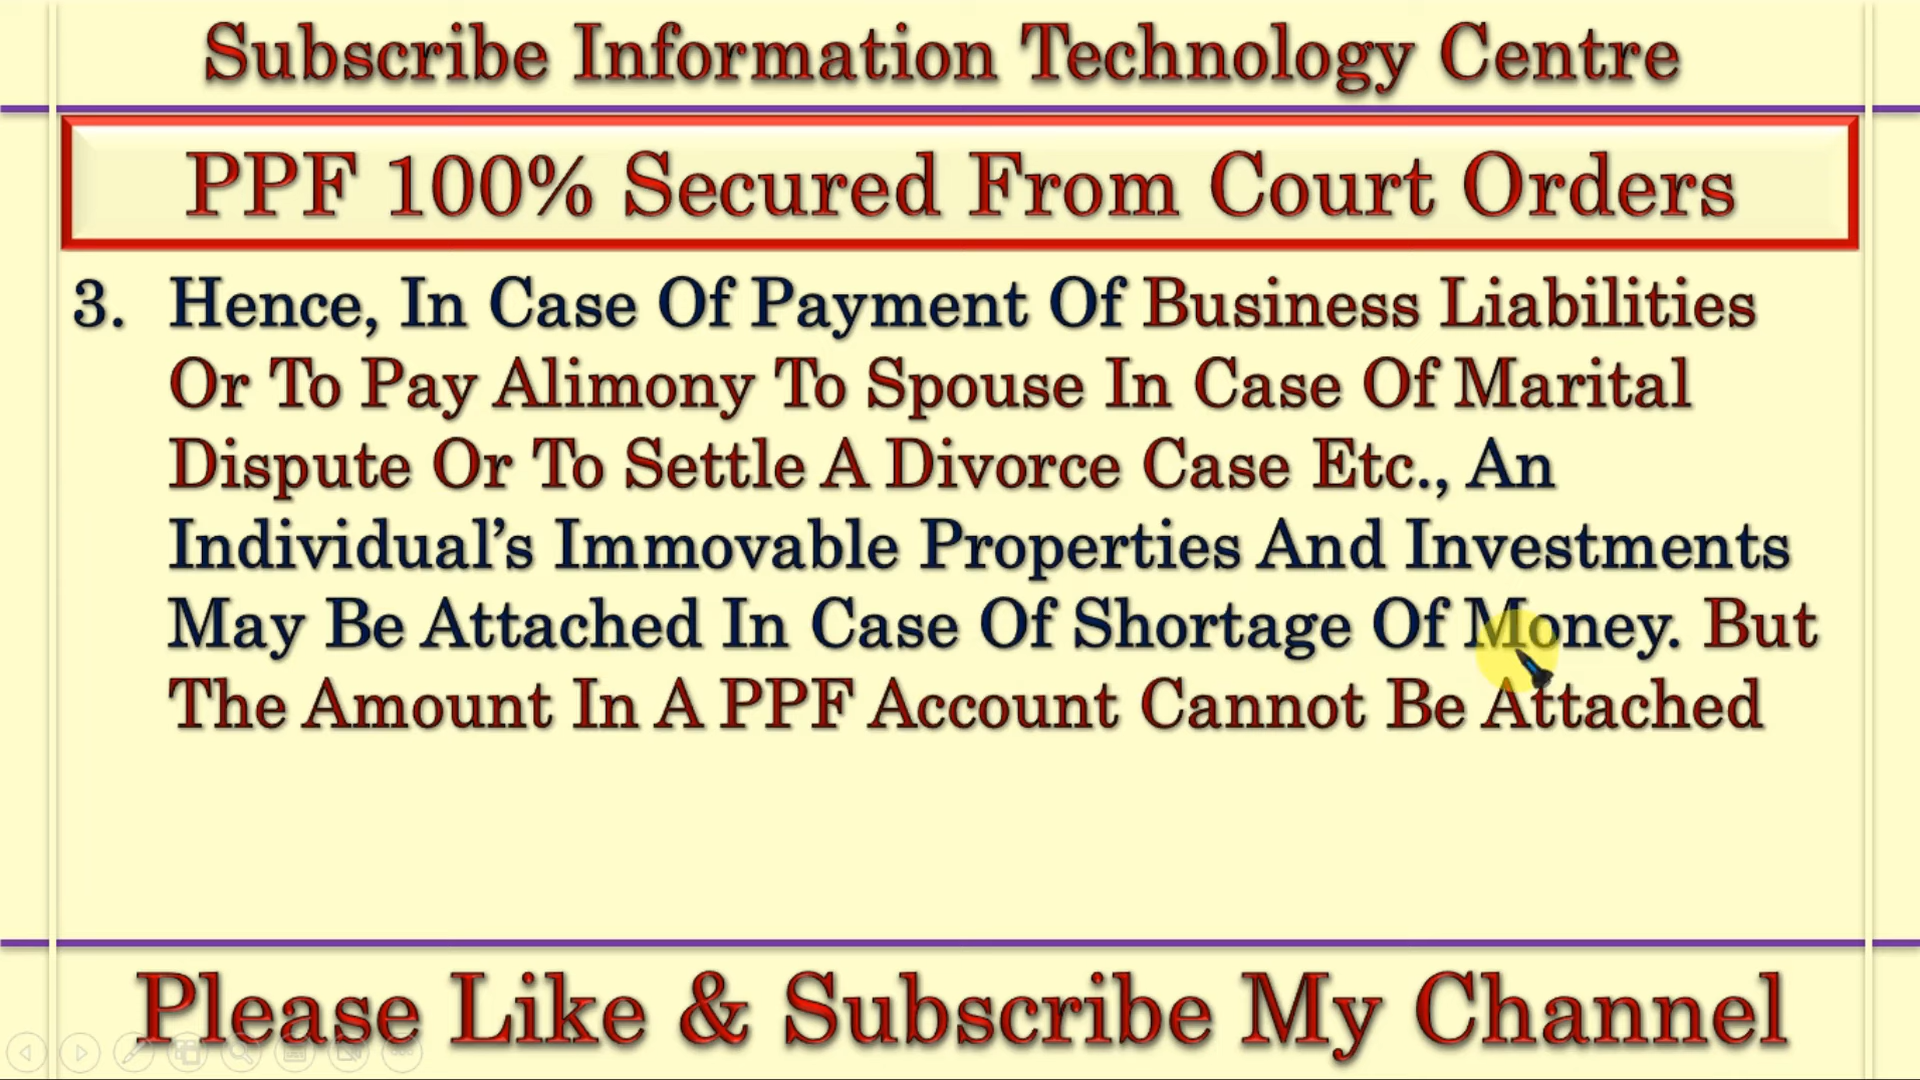 Subscribe Information Technology Centre
PPF 100% Secured From Court Orders
3. Hence, In Case Of Payment Of Business Liabilities
Or To Pay Alimony To Spouse In Case Of Marital
Dispute Or To Settle A Divorce Case Etc., An
Individual’s Immovable Properties And Investments
May Be Attached In Case Of Shortage Of Money. But
The Amount In A PPF Account Cannot Be Attached
Please Like & Subscribe My Channel